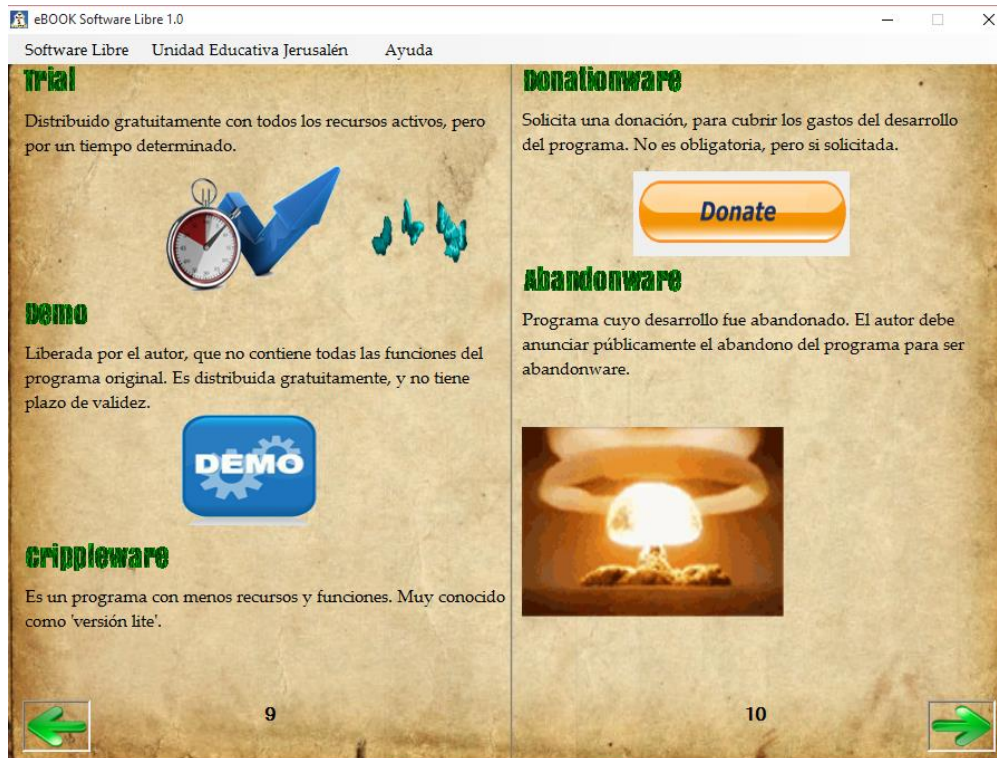 eBOOK Software Libre 1.0
Software Libre Unidad Educativa Jerusalén Ayuda
Trial
Distribuido gratuitamente con todos los recursos activos, pero
por un tiempo determinado.
Demo
Liberada por el autor, que no contiene todas las funciones del
programa original. Es distribuida gratuitamente, y no tiene
plazo de validez.
DEMO
Crippleware
Es un programa con menos recursos y funciones. Muy conocido
como 'versión lite'.
9
Donationware
Solicita una donación, para cubrir los gastos del desarrollo
del programa. No es obligatoria, pero si solicitada.
Donate
Abandonware
Programa cuyo desarrollo fue abandonado. El autor debe
anunciar públicamente el abandono del programa para ser
abandonware.
10